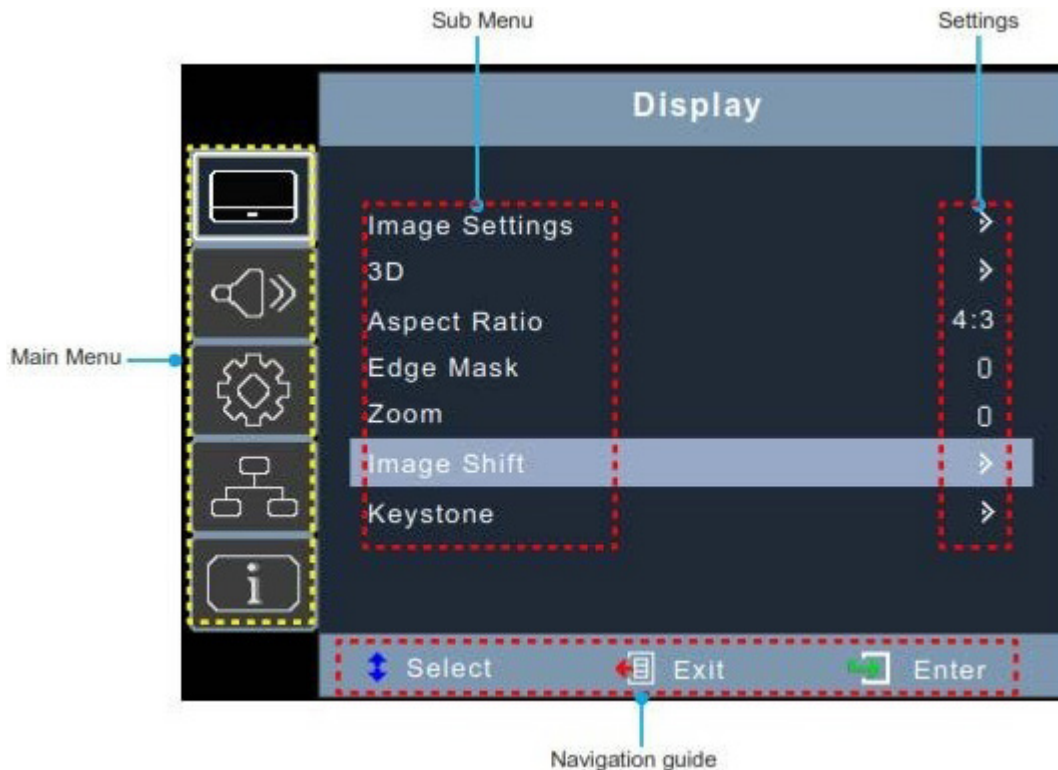 Sub Menu Settings
Display
Image Settings
3D
Aspect Ratio 4:3
Edge Mask 0
Zoom 0
Main Menu
Image Shift
Keystone
i
Select Exit Enter
Navigation guide